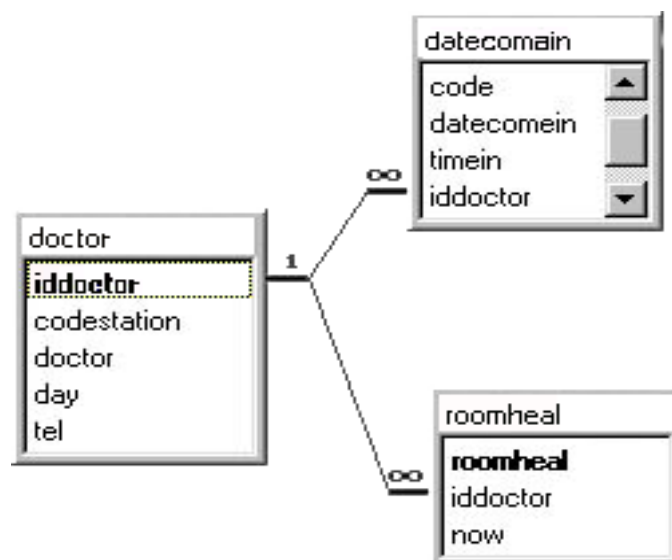 datecomain
code
datecomein
timein
iddoctor
∞
doctor
iddoctor
codestation
doctor
day
tel
1
roomheal
roomheal
iddoctor
now
∞